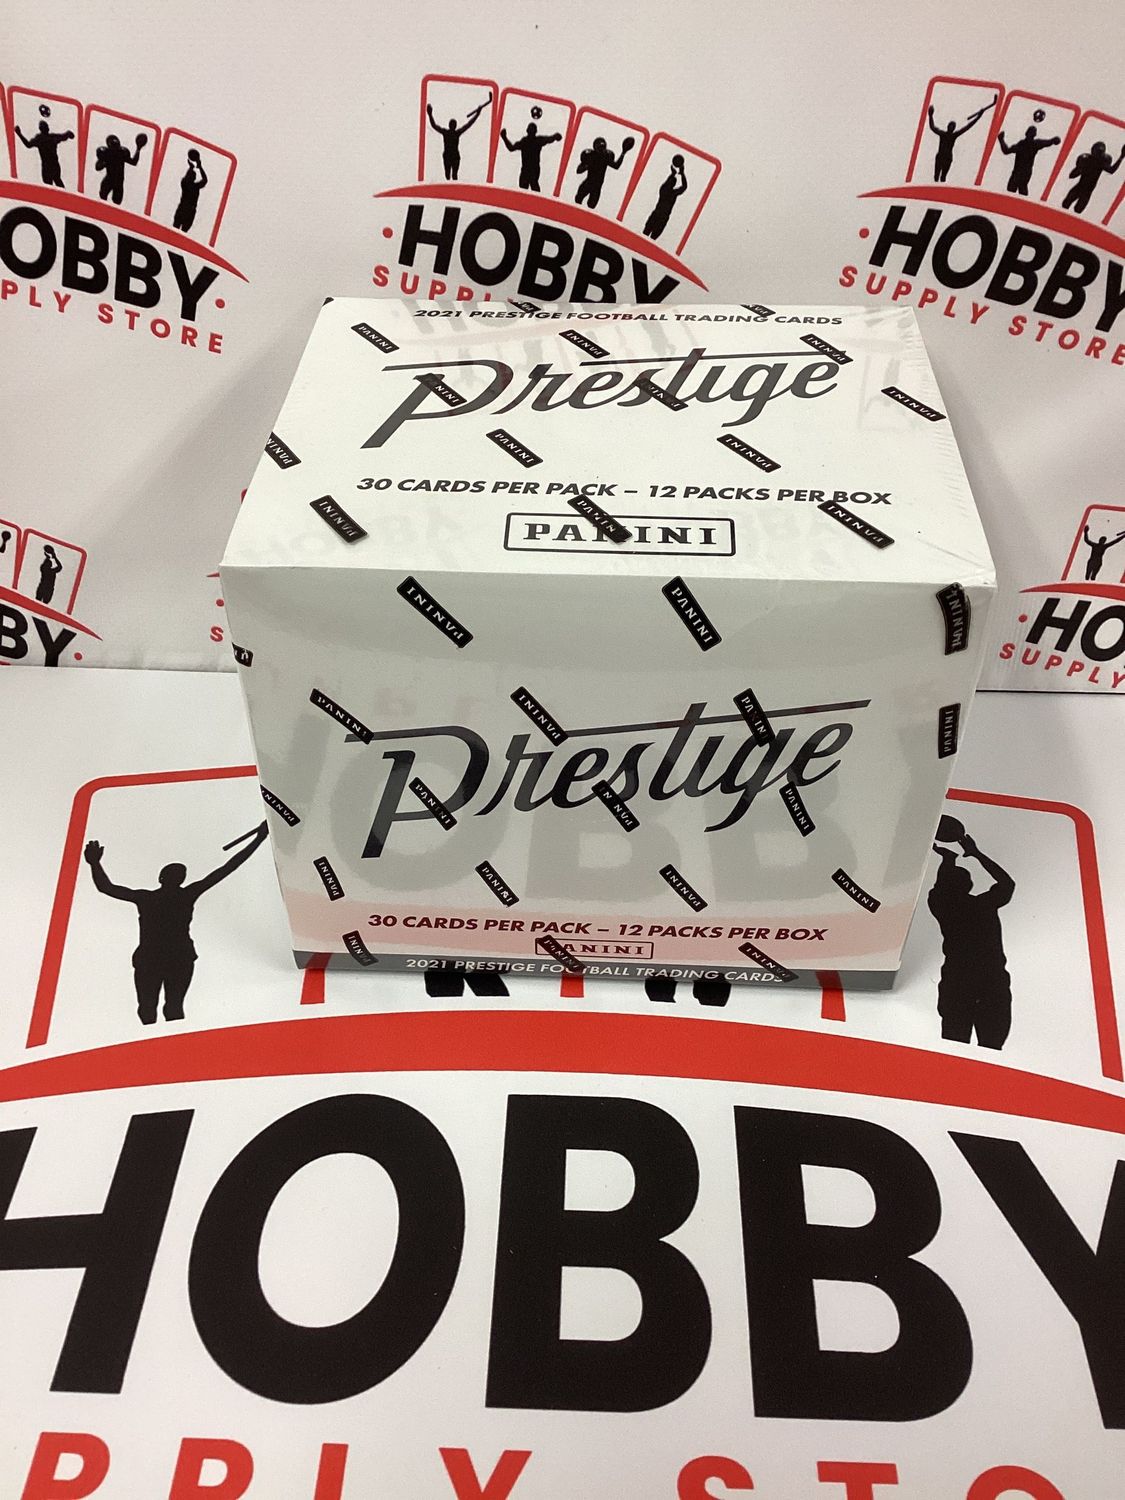 HOBBY
SUPPLY STORE
HOBBY
SUPPLY
HOBBY
SUPPLY STORE
2021 PRESTIGE FOOTBALL TRADING CARDS
Prestige
30 CARDS PER PACK – 12 PACKS PER BOX
PANINI
Prestige
30 CARDS PER PACK – 12 PACKS PER BOX
PANINI
2021 PRESTIGE FOOTBALL TRADING CARDS
HOBBY
SUPPLY STO